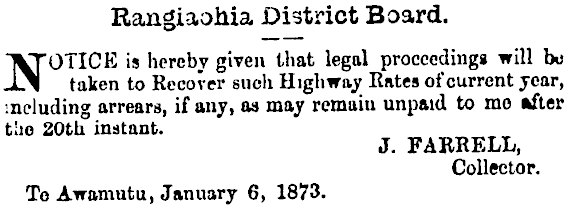 Rangiaohia District Board.
NOTICE is hereby given that legal proceedings will be
taken to Recover such Highway Rates of current year,
including arrears, if any, as may remain unpaid to me after
the 20th instant.
J. FARRELL,
Collector.
Te Awamutu, January 6, 1873.